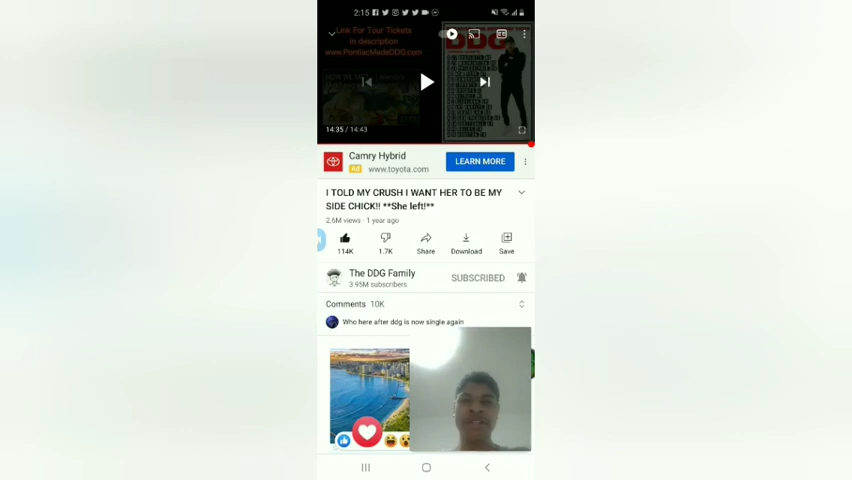 2:15
Link For Tour Tickets
in description
www.PontiacMadeDDG.com
DDG
14:35 / 14:43
Camry Hybrid
Ad www.toyota.com
LEARN MORE
I TOLD MY CRUSH I WANT HER TO BE MY
SIDE CHICK!! **She left!**
2.6M views · 1 year ago
114K
1.7K
Share
Download
Save
The DDG Family
3.95M subscribers
SUBSCRIBED
Comments 10K
Who here after ddg is now single again